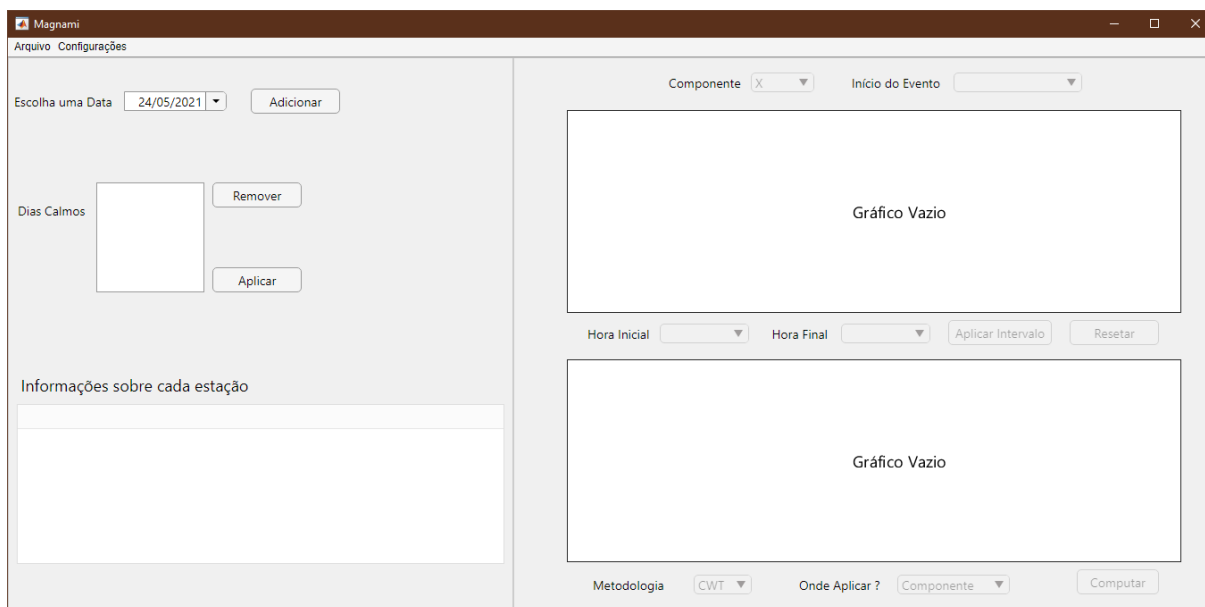 Magnami
Arquivo Configurações
Escolha uma Data 24/05/2021 Adicionar
Dias Calmos
Remover
Aplicar
Informações sobre cada estação
Componente X Início do Evento
Gráfico Vazio
Hora Inicial Hora Final Aplicar Intervalo Resetar
Gráfico Vazio
Metodologia CWT Onde Aplicar ? Componente Computar